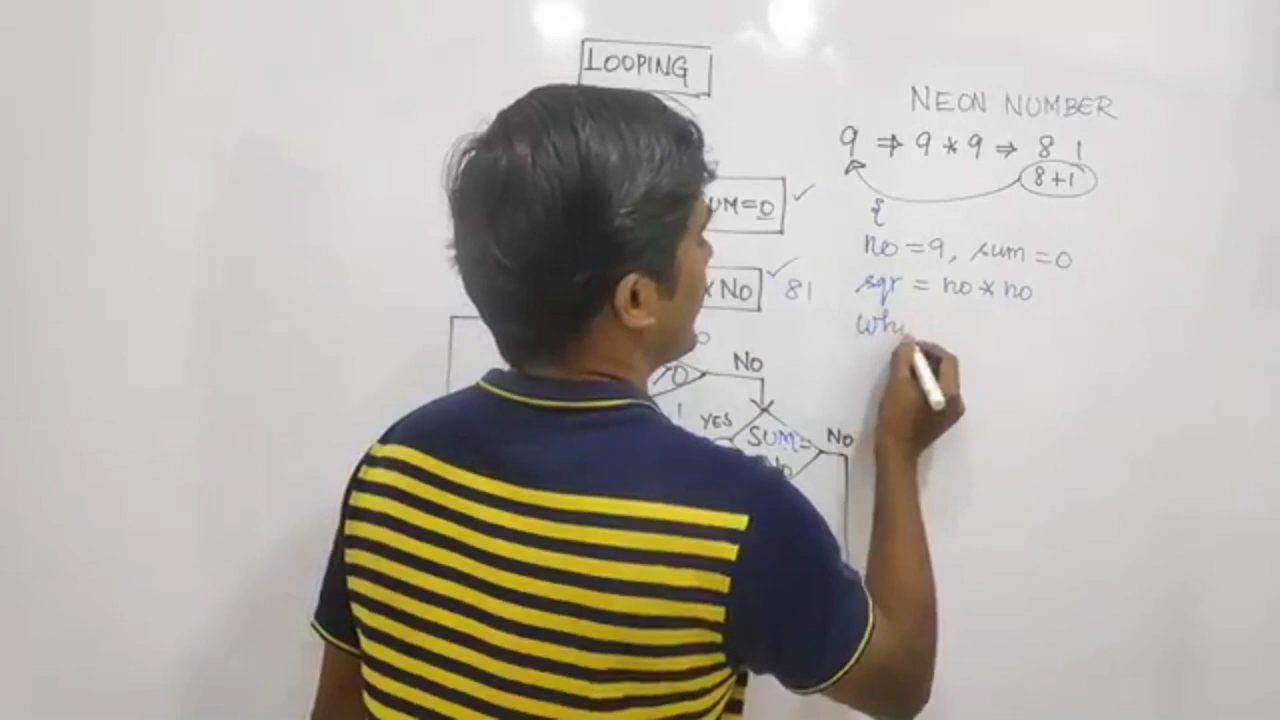 LOOPING
NEON NUMBER
9 ⇒ 9 * 9 ⇒ 8 1
8+1
{
no = 9, sum = 0
sqr = no * no
whi
UM=0
No 81
NO
YES
SUM=
NO